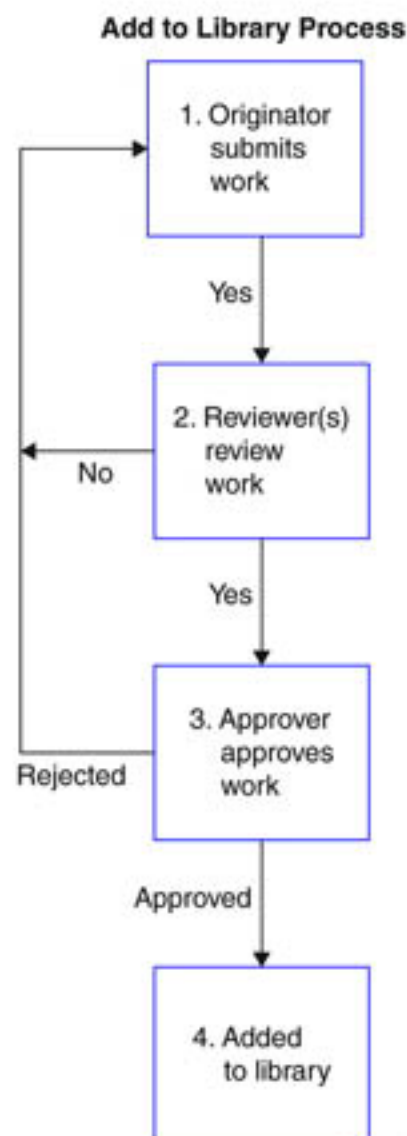 Add to Library Process
1. Originator
submits
work
Yes
2. Reviewer(s)
review
work
No
Yes
3. Approver
approves
work
Rejected
Approved
4. Added
to library